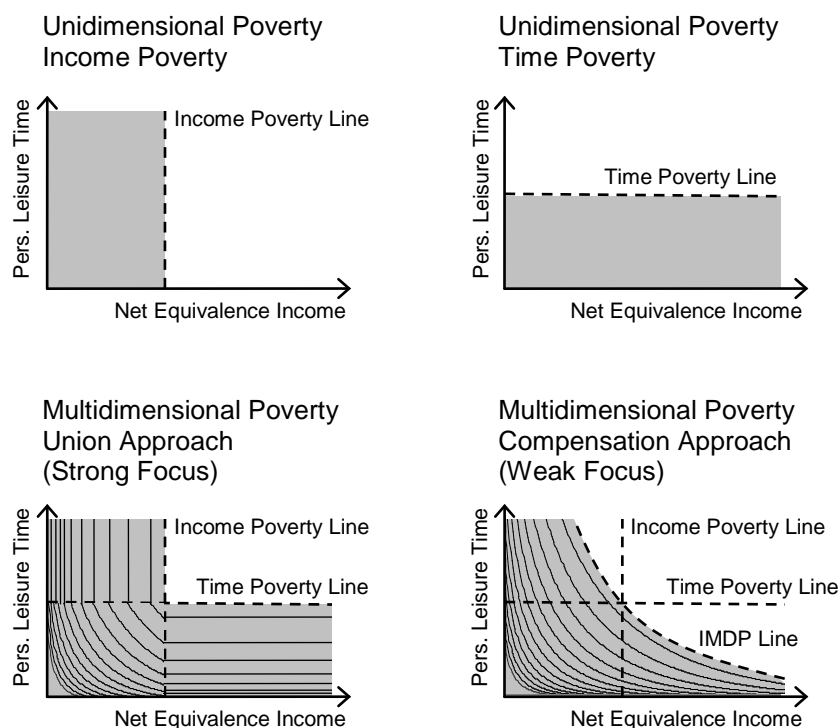 Unidimensional Poverty
Income Poverty
Pers. Leisure Time
Income Poverty Line
Net Equivalence Income
Unidimensional Poverty
Time Poverty
Pers. Leisure Time
Time Poverty Line
Net Equivalence Income
Multidimensional Poverty
Union Approach
(Strong Focus)
Pers. Leisure Time
Income Poverty Line
Time Poverty Line
Net Equivalence Income
Multidimensional Poverty
Compensation Approach
(Weak Focus)
Pers. Leisure Time
Income Poverty Line
Time Poverty Line
IMDP Line
Net Equivalence Income